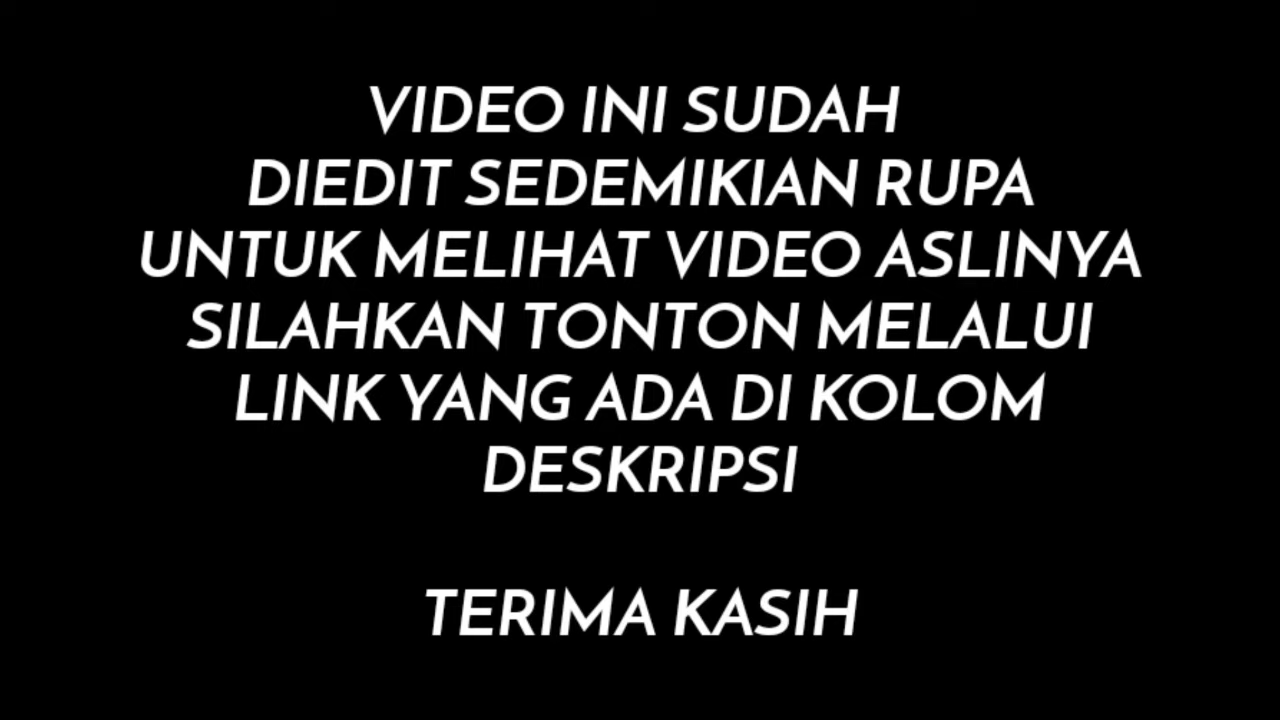 VIDEO INI SUDAH
DIEDIT SEDEMIKIAN RUPA
UNTUK MELIHAT VIDEO ASLINYA
SILAHKAN TONTON MELALUI
LINK YANG ADA DI KOLOM
DESKRIPSI
TERIMA KASIH